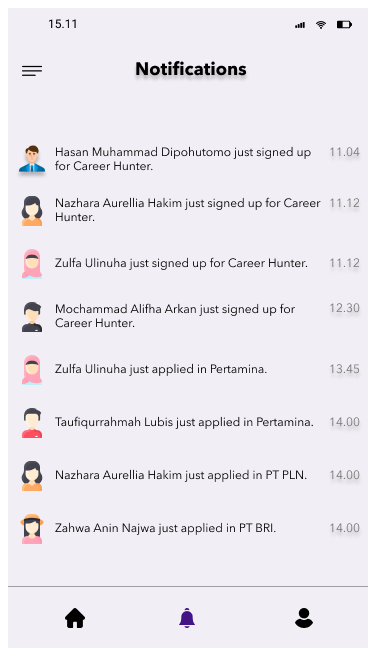 15.11
Notifications
Hasan Muhammad Dipohutomo just signed up
for Career Hunter.
11.04
Nazhara Aurellia Hakim just signed up for Career
Hunter.
11.12
Zulfa Ulinuha just signed up for Career Hunter.
11.12
Mochammad Alifha Arkan just signed up for
Career Hunter.
12.30
Zulfa Ulinuha just applied in Pertamina.
13.45
Taufiqurrahmah Lubis just applied in Pertamina.
14.00
Nazhara Aurellia Hakim just applied in PT PLN.
14.00
Zahwa Anin Najwa just applied in PT BRI.
14.00